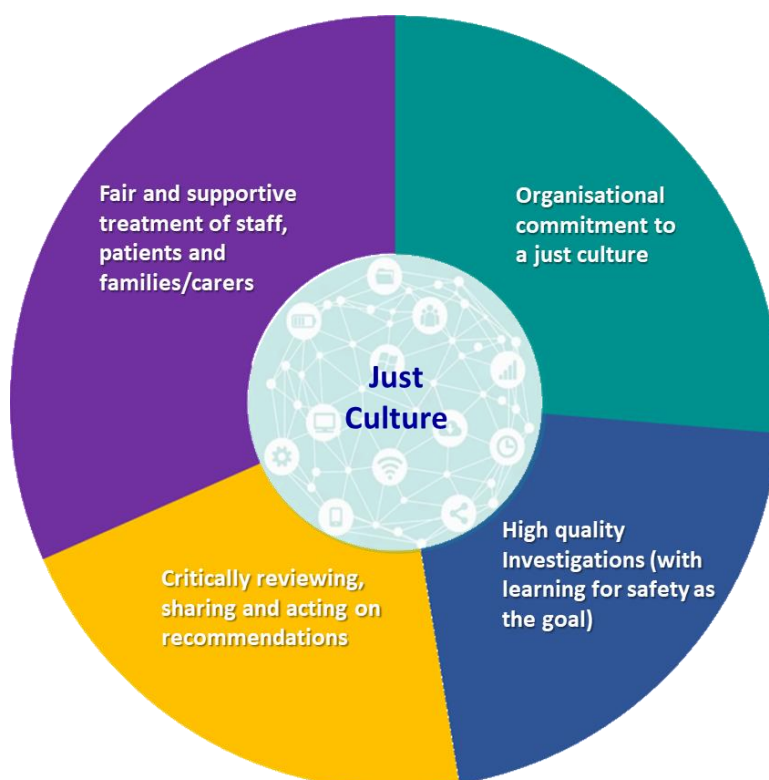 Fair and supportive
treatment of staff,
patients and
families/carers
Organisational
commitment to
a just culture
Just
Culture
High quality
Investigations (with
learning for safety as
the goal)
Critically reviewing,
sharing and acting on
recommendations